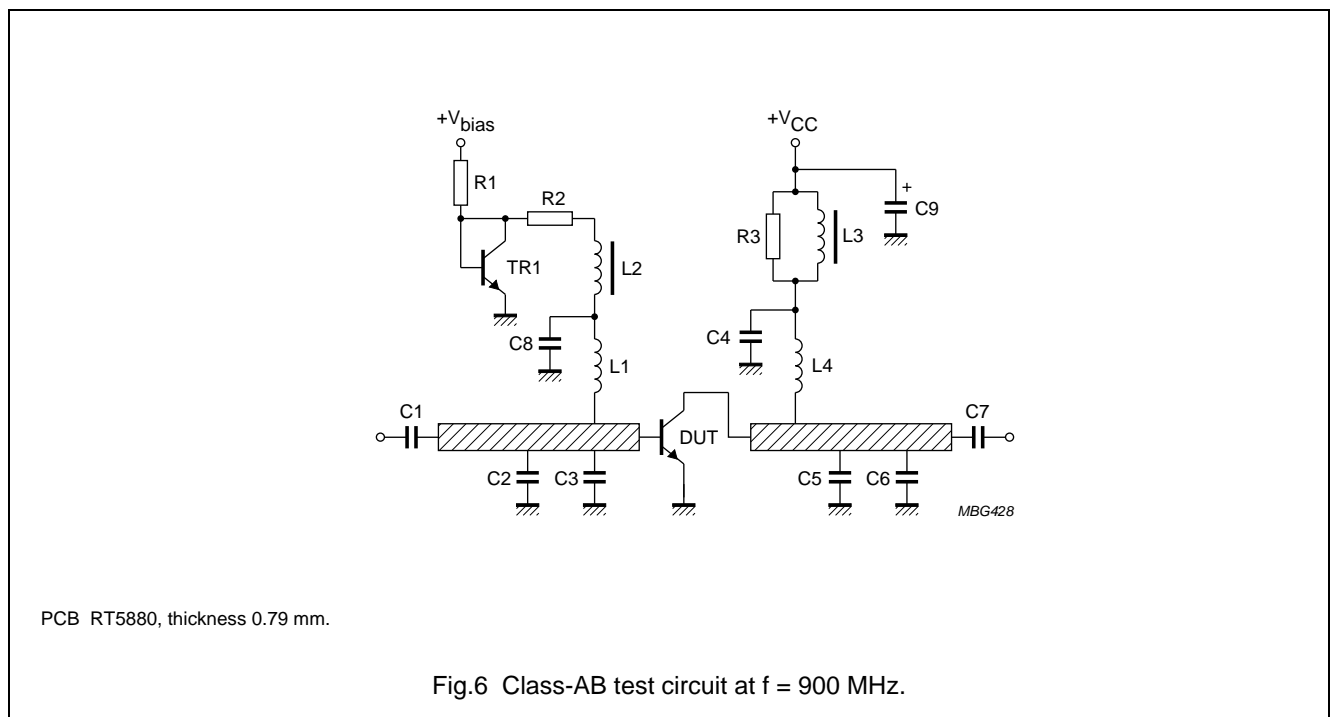 +Vbias
+VCC
R1
R2
C9
+
R3
L3
TR1
L2
C8
L1
C4
L4
C1
DUT
C7
C2
C3
C5
C6
MBG428
PCB RT5880, thickness 0.79 mm.
Fig.6 Class-AB test circuit at f = 900 MHz.